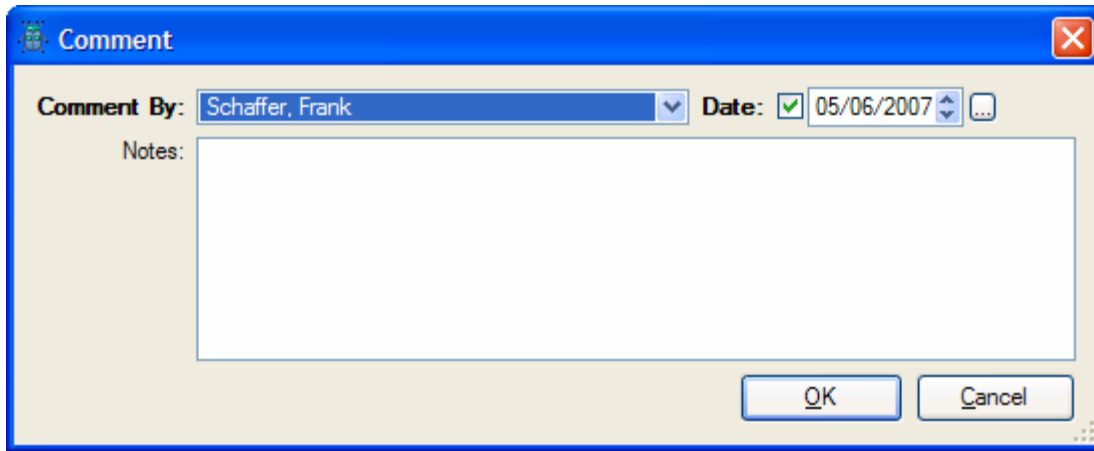 Comment
Comment By: Schaffer, Frank Date: 05/06/2007 ...
Notes:
OK Cancel